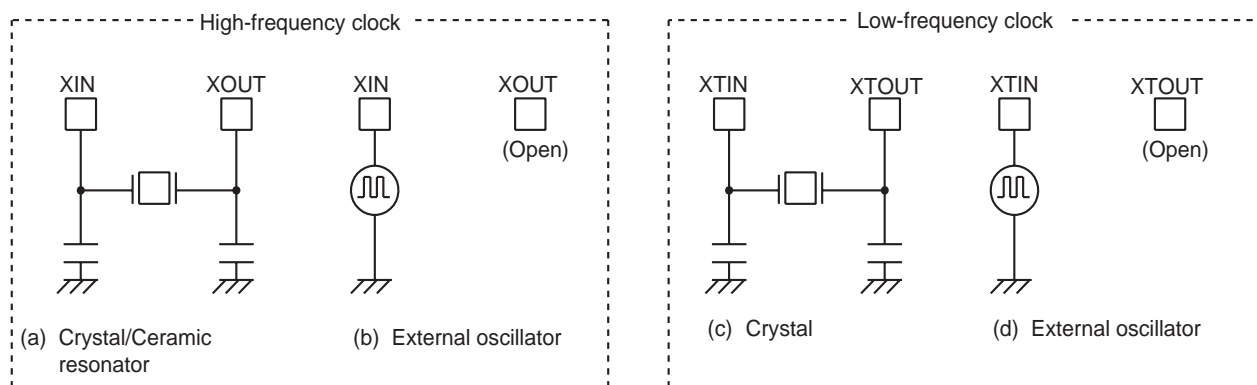 High-frequency clock
Low-frequency clock
XIN
XOUT
XIN
XOUT
(Open)
XTIN
XTOUT
XTIN
XTOUT
(Open)
(a) Crystal/Ceramic
resonator
(b) External oscillator
(c) Crystal
(d) External oscillator